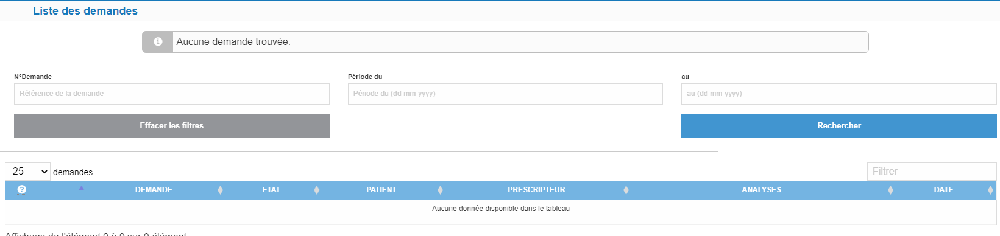 Liste des demandes
Aucune demande trouvée.
N°Demande
Période du
au
Référence de la demande
Période du (dd-mm-yyyy)
au (dd-mm-yyyy)
Effacer les filtres
Rechercher
25 demandes
Filtrer
DEMANDE ETAT PATIENT PRESCRIPTEUR ANALYSES DATE
Aucune donnée disponible dans le tableau
Affichage de l'élément 0 à 0 sur 0 élément